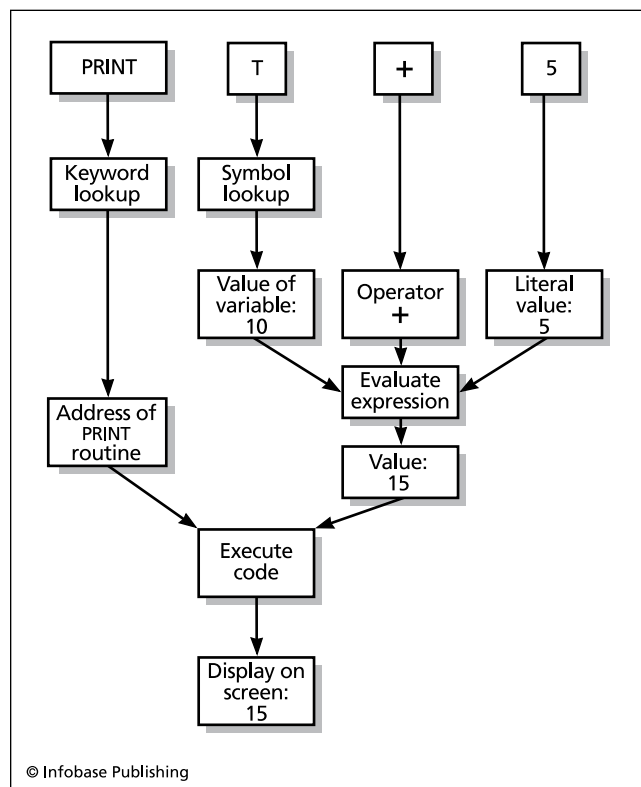 PRINT
T
+
5
Keyword
lookup
Symbol
lookup
Value of
variable:
10
Operator
+
Literal
value:
5
Evaluate
expression
Address of
PRINT
routine
Value:
15
Execute
code
Display on
screen:
15
© Infobase Publishing